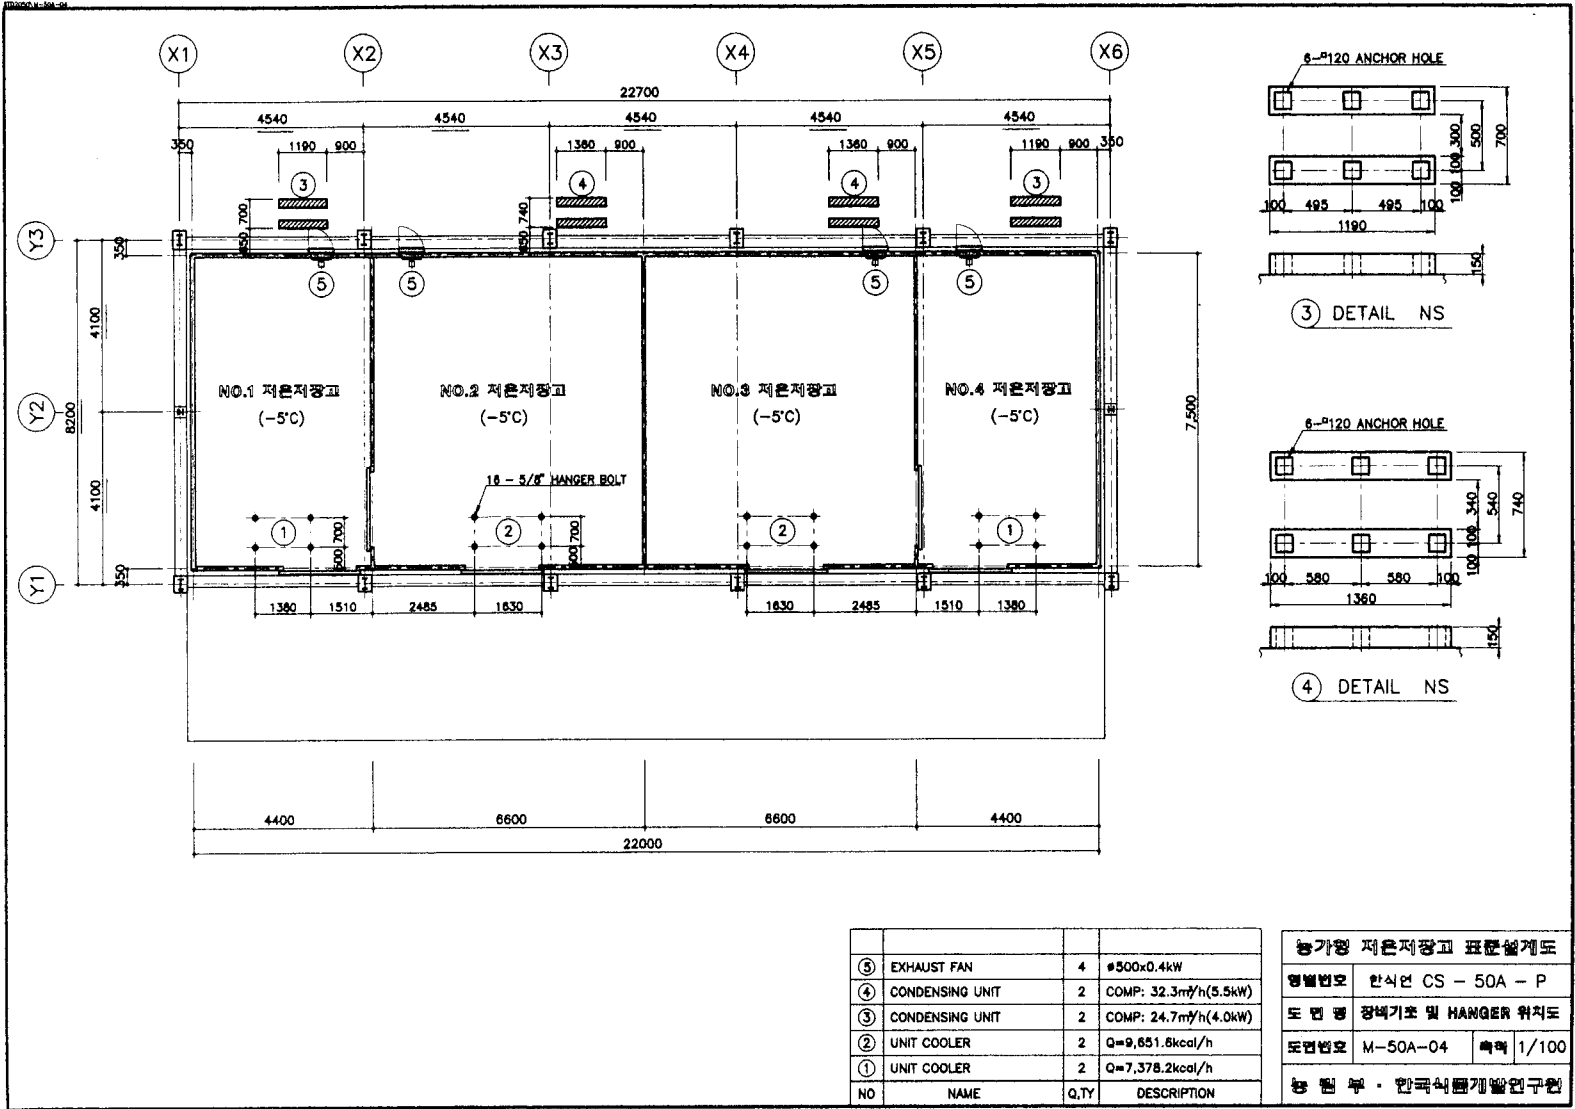 X1 X2 X3 X4 X5 X6
22700
4540 4540 4540 4540 4540
350 1190 900 1360 900 1360 900 1190 900 350
③ ④ ④ ③
700 740
650 650
Y3
350
⑤ ⑤ ⑤ ⑤
4100
NO.1 저온저장고 NO.2 저온저장고 NO.3 저온저장고 NO.4 저온저장고
(-5°C) (-5°C) (-5°C) (-5°C)
Y2
8200
7,500
4100
16 - 5/8" HANGER BOLT
① ② ② ①
700 700
600 600
350
Y1
1380 1510 2485 1630 1630 2485 1510 1380
4400 6600 6600 4400
22000
6-□120 ANCHOR HOLE
300 500 700
100 100
100 495 495 100
1190
150
③ DETAIL NS
6-□120 ANCHOR HOLE
340 540 740
100 100
100 580 580 100
1360
150
④ DETAIL NS
⑤ EXHAUST FAN 4 ø500x0.4kW
④ CONDENSING UNIT 2 COMP: 32.3㎥/h(5.5kW)
③ CONDENSING UNIT 2 COMP: 24.7㎥/h(4.0kW)
② UNIT COOLER 2 Q=9,651.6kcal/h
① UNIT COOLER 2 Q=7,378.2kcal/h
NO NAME Q,TY DESCRIPTION
농가형 저온저장고 표준설계도
형별번호 한식연 CS - 50A - P
도 면 명 장비기초 및 HANGER 위치도
도면번호 M-50A-04 축척 1/100
농 림 부 · 한국식품개발연구원